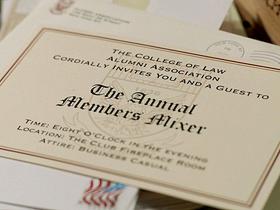 The College of Law
Alumni Association
Cordially Invites You and a Guest to
The Annual
Members Mixer
Time: Eight O'Clock in the Evening
Location: The Club Fireplace Room
Attire: Business Casual